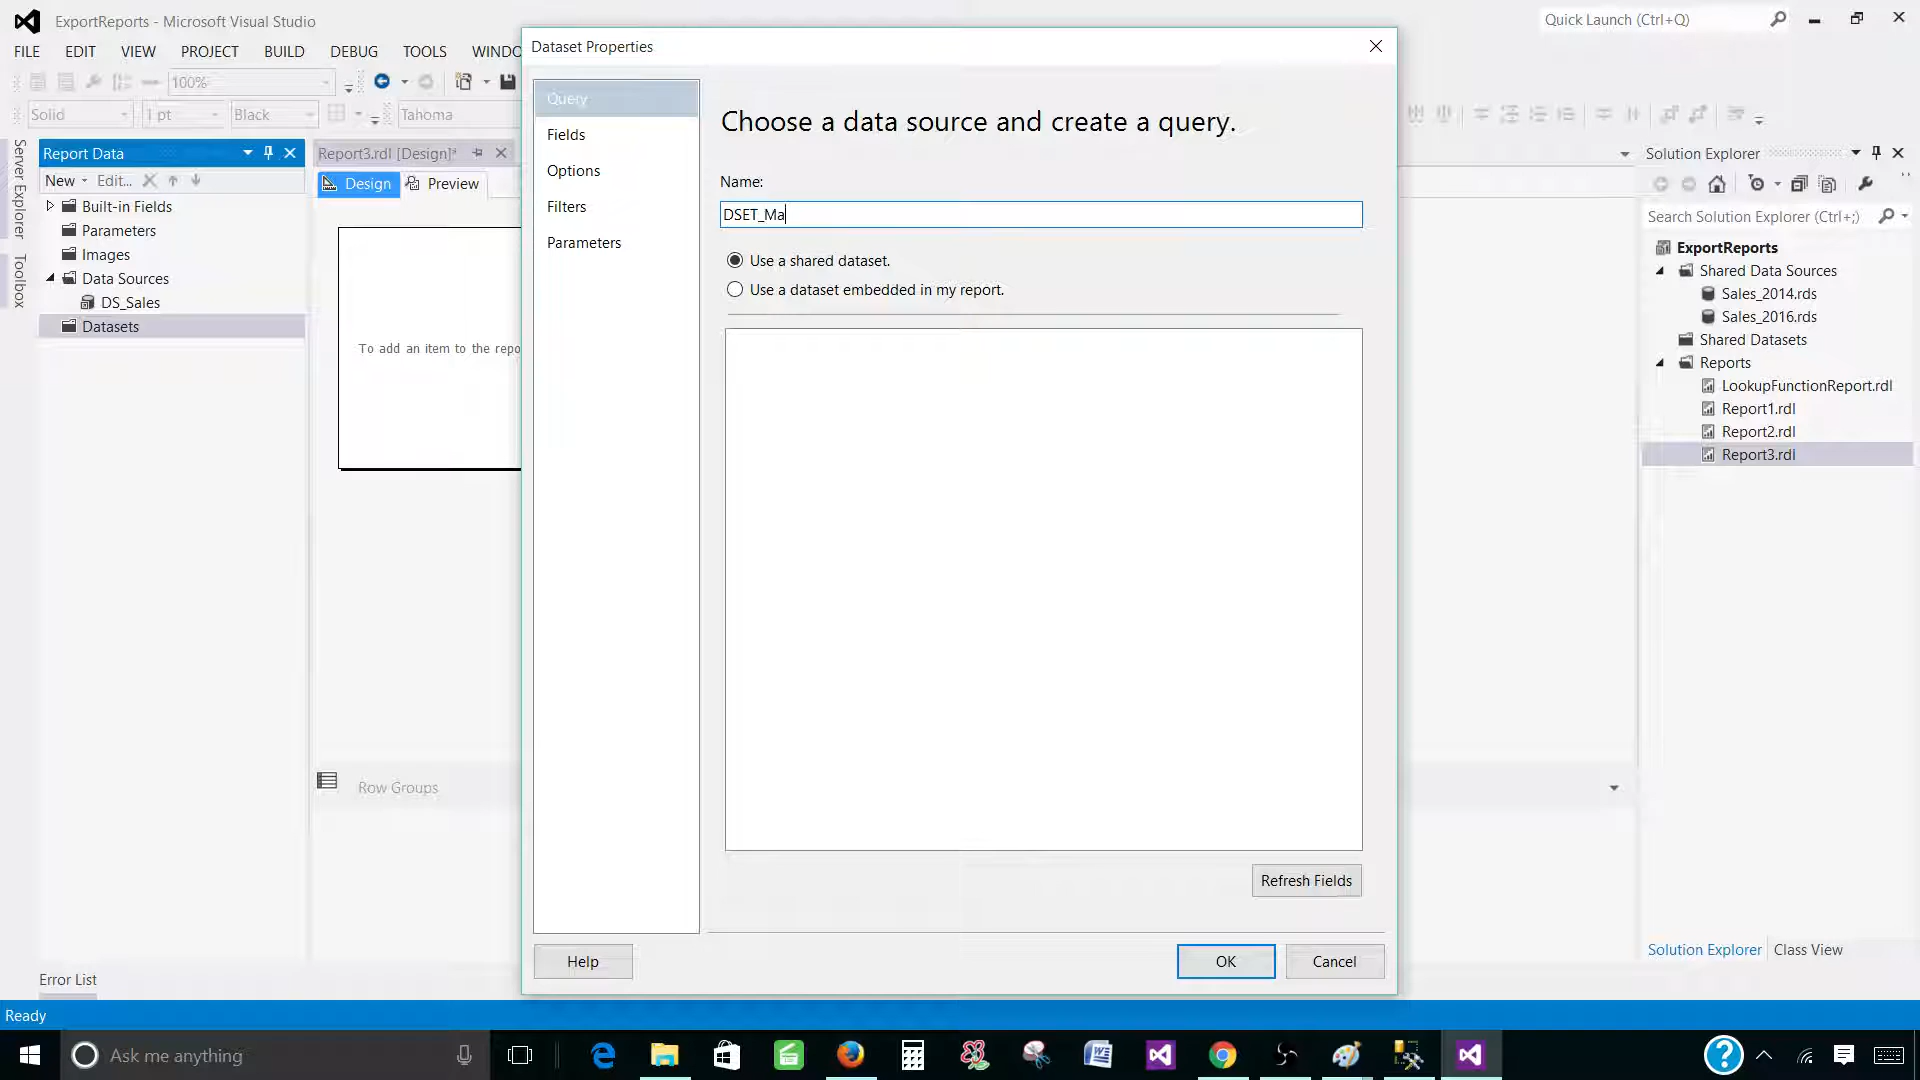 ExportReports - Microsoft Visual Studio
Quick Launch (Ctrl+Q)
FILE EDIT VIEW PROJECT BUILD DEBUG TOOLS WINDO
100%
Solid 1 pt Black Tahoma
Server Explorer
Toolbox
Report Data
New Edit...
Built-in Fields
Parameters
Images
Data Sources
DS_Sales
Datasets
Report3.rdl [Design]*
Design Preview
To add an item to the repo
Row Groups
Dataset Properties
Query
Fields
Options
Filters
Parameters
Choose a data source and create a query.
Name:
DSET_Ma
Use a shared dataset.
Use a dataset embedded in my report.
Refresh Fields
Help OK Cancel
Solution Explorer
Search Solution Explorer (Ctrl+;)
ExportReports
Shared Data Sources
Sales_2014.rds
Sales_2016.rds
Shared Datasets
Reports
LookupFunctionReport.rdl
Report1.rdl
Report2.rdl
Report3.rdl
Solution Explorer Class View
Error List
Ready
Ask me anything